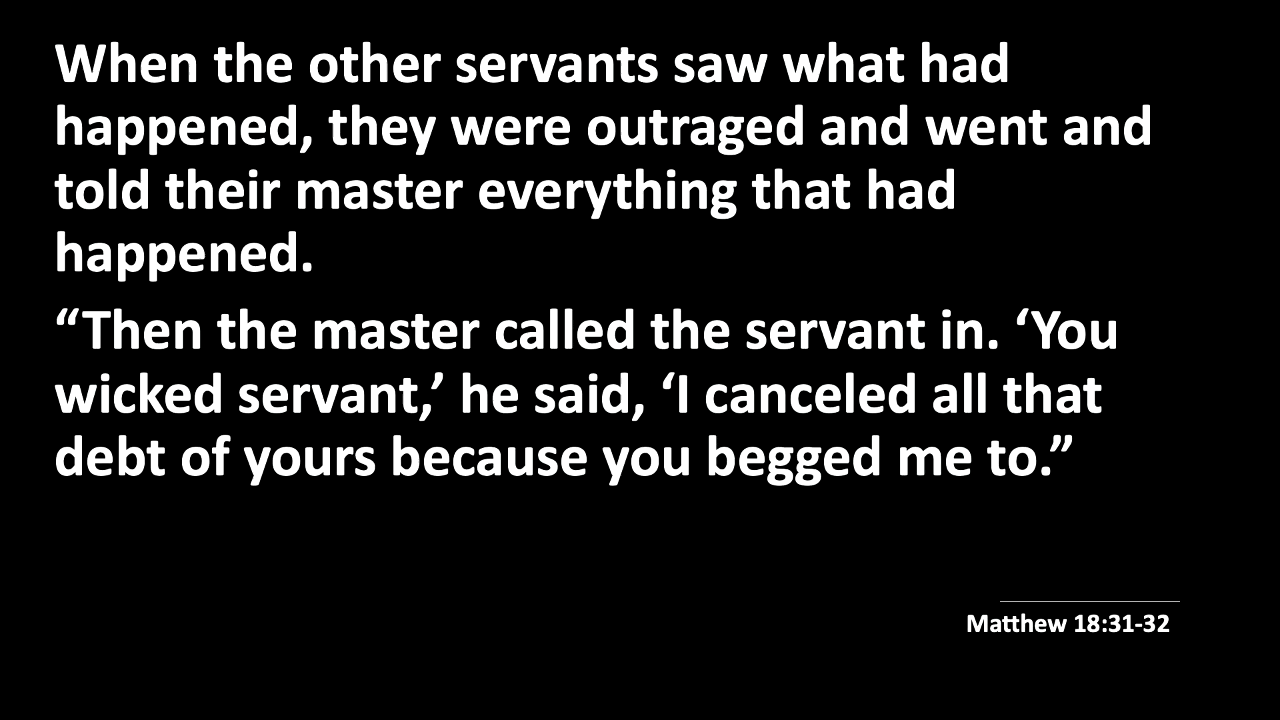 When the other servants saw what had
happened, they were outraged and went and
told their master everything that had
happened.
“Then the master called the servant in. ‘You
wicked servant,’ he said, ‘I canceled all that
debt of yours because you begged me to.”
Matthew 18:31-32